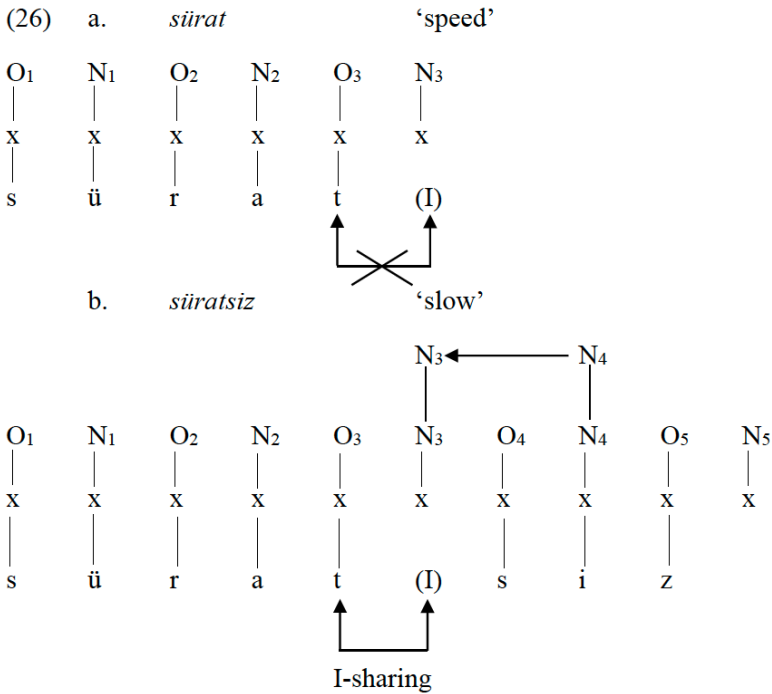 (26) a. sürat ‘speed’
O₁ N₁ O₂ N₂ O₃ N₃
x x x x x x
s ü r a t (I)
b. süratsiz ‘slow’
N₃ N₄
O₁ N₁ O₂ N₂ O₃ N₃ O₄ N₄ O₅ N₅
x x x x x x x x x x
s ü r a t (I) s i z
I-sharing